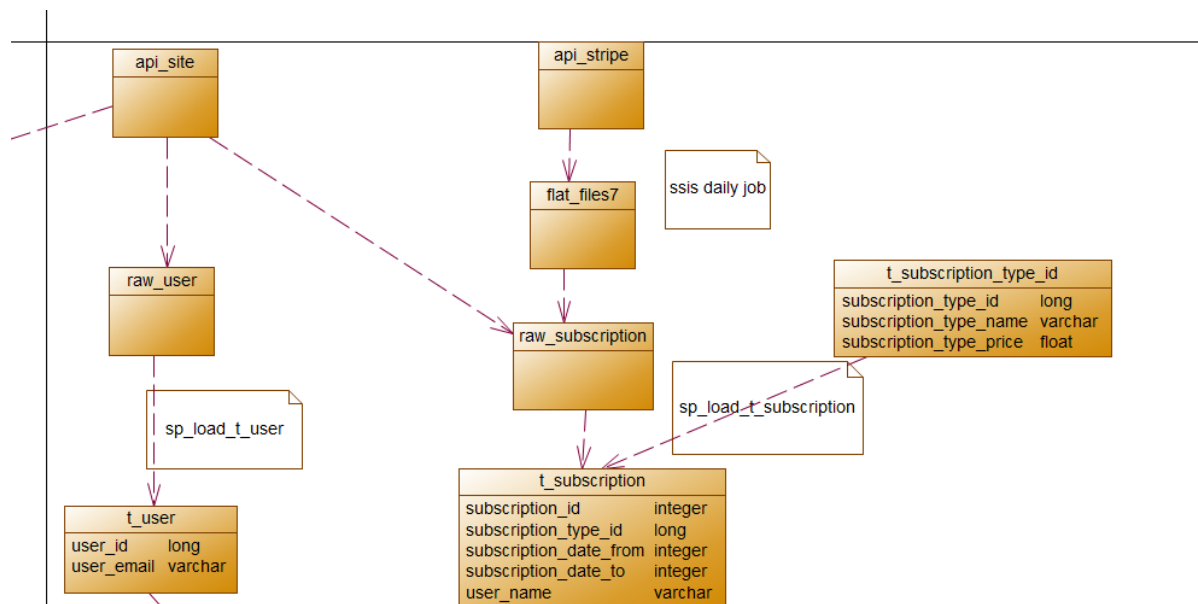 api_site
api_stripe
flat_files7
ssis daily job
raw_user
t_subscription_type_id
subscription_type_id long
subscription_type_name varchar
subscription_type_price float
raw_subscription
sp_load_t_user
sp_load_t_subscription
t_user
user_id long
user_email varchar
t_subscription
subscription_id integer
subscription_type_id long
subscription_date_from integer
subscription_date_to integer
user_name varchar